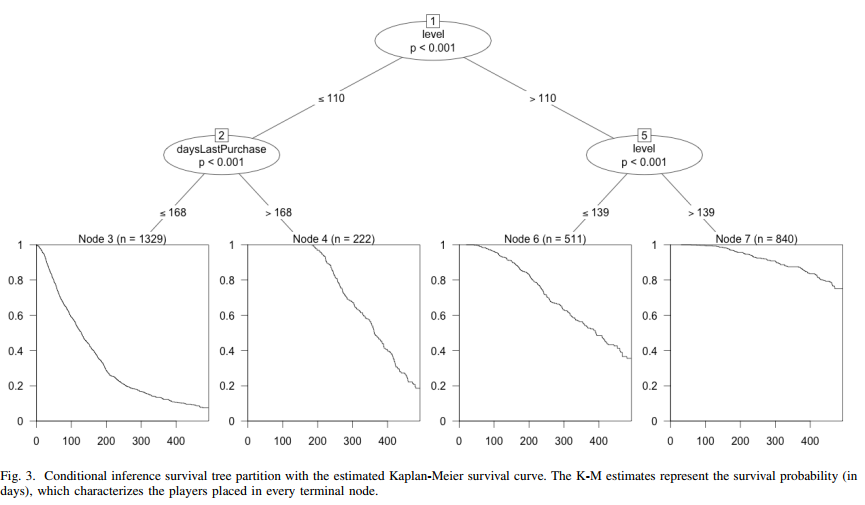 1
level
p < 0.001
≤ 110
> 110
2
daysLastPurchase
p < 0.001
5
level
p < 0.001
≤ 168
> 168
≤ 139
> 139
Node 3 (n = 1329)
1
0.8
0.6
0.4
0.2
0
0 100 200 300 400
Node 4 (n = 222)
1
0.8
0.6
0.4
0.2
0
0 100 200 300 400
Node 6 (n = 511)
1
0.8
0.6
0.4
0.2
0
0 100 200 300 400
Node 7 (n = 840)
1
0.8
0.6
0.4
0.2
0
0 100 200 300 400
Fig. 3. Conditional inference survival tree partition with the estimated Kaplan-Meier survival curve. The K-M estimates represent the survival probability (in
days), which characterizes the players placed in every terminal node.